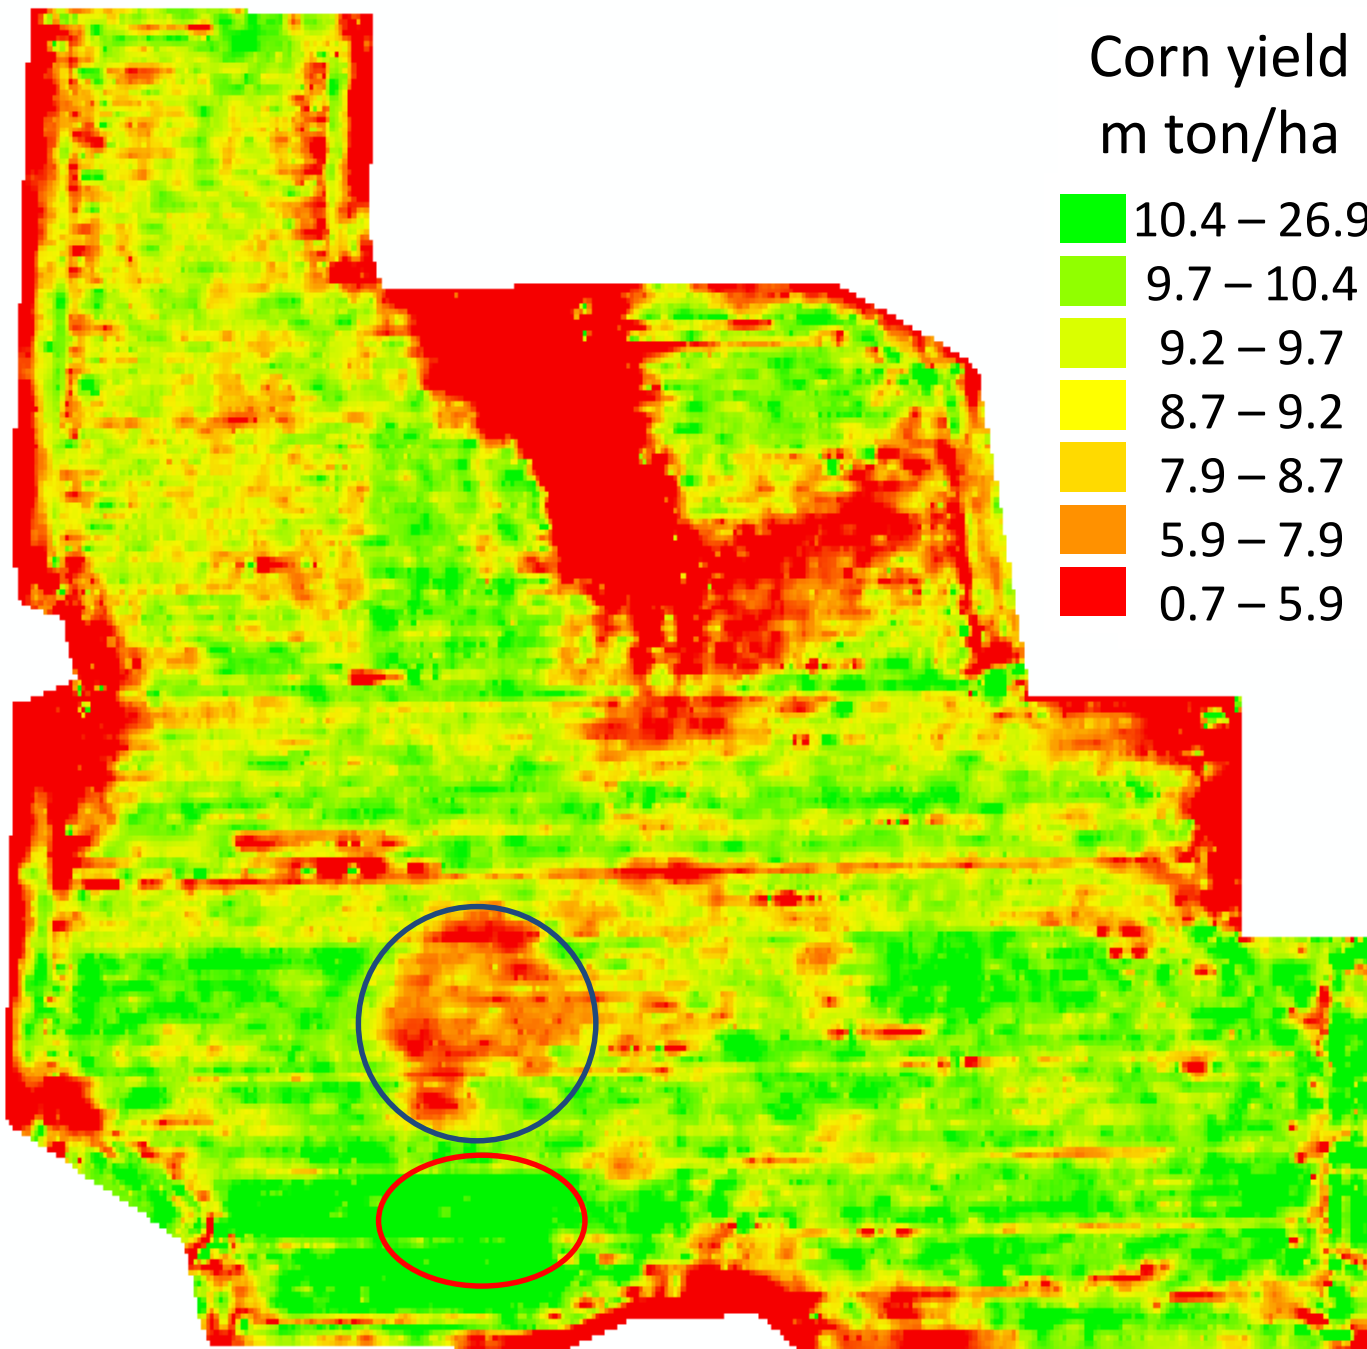 Corn yield
m ton/ha
10.4 – 26.9
9.7 – 10.4
9.2 – 9.7
8.7 – 9.2
7.9 – 8.7
5.9 – 7.9
0.7 – 5.9